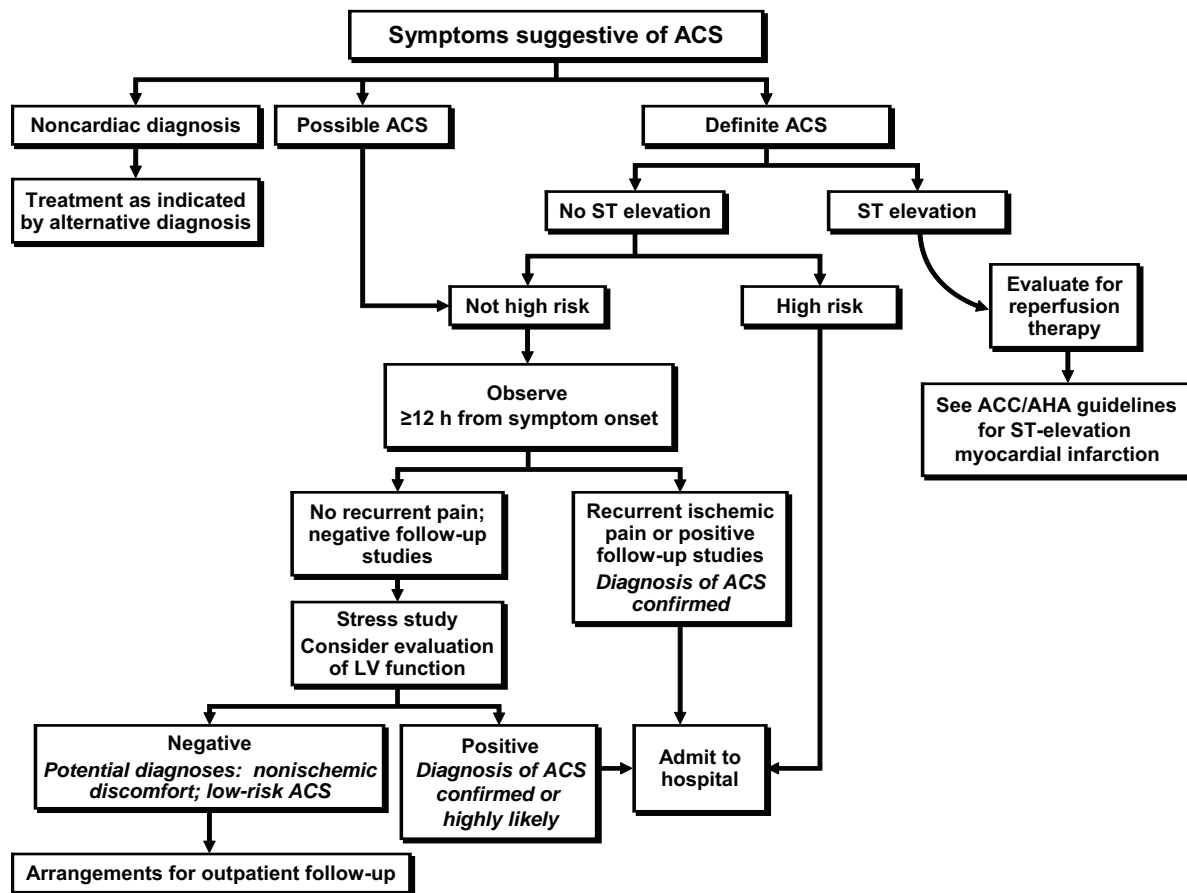 Symptoms suggestive of ACS
Noncardiac diagnosis
Possible ACS
Definite ACS
Treatment as indicated
by alternative diagnosis
No ST elevation
ST elevation
Not high risk
High risk
Evaluate for
reperfusion
therapy
Observe
≥12 h from symptom onset
See ACC/AHA guidelines
for ST-elevation
myocardial infarction
No recurrent pain;
negative follow-up
studies
Recurrent ischemic
pain or positive
follow-up studies
Diagnosis of ACS
confirmed
Stress study
Consider evaluation
of LV function
Negative
Potential diagnoses: nonischemic
discomfort; low-risk ACS
Positive
Diagnosis of ACS
confirmed or
highly likely
Admit to
hospital
Arrangements for outpatient follow-up